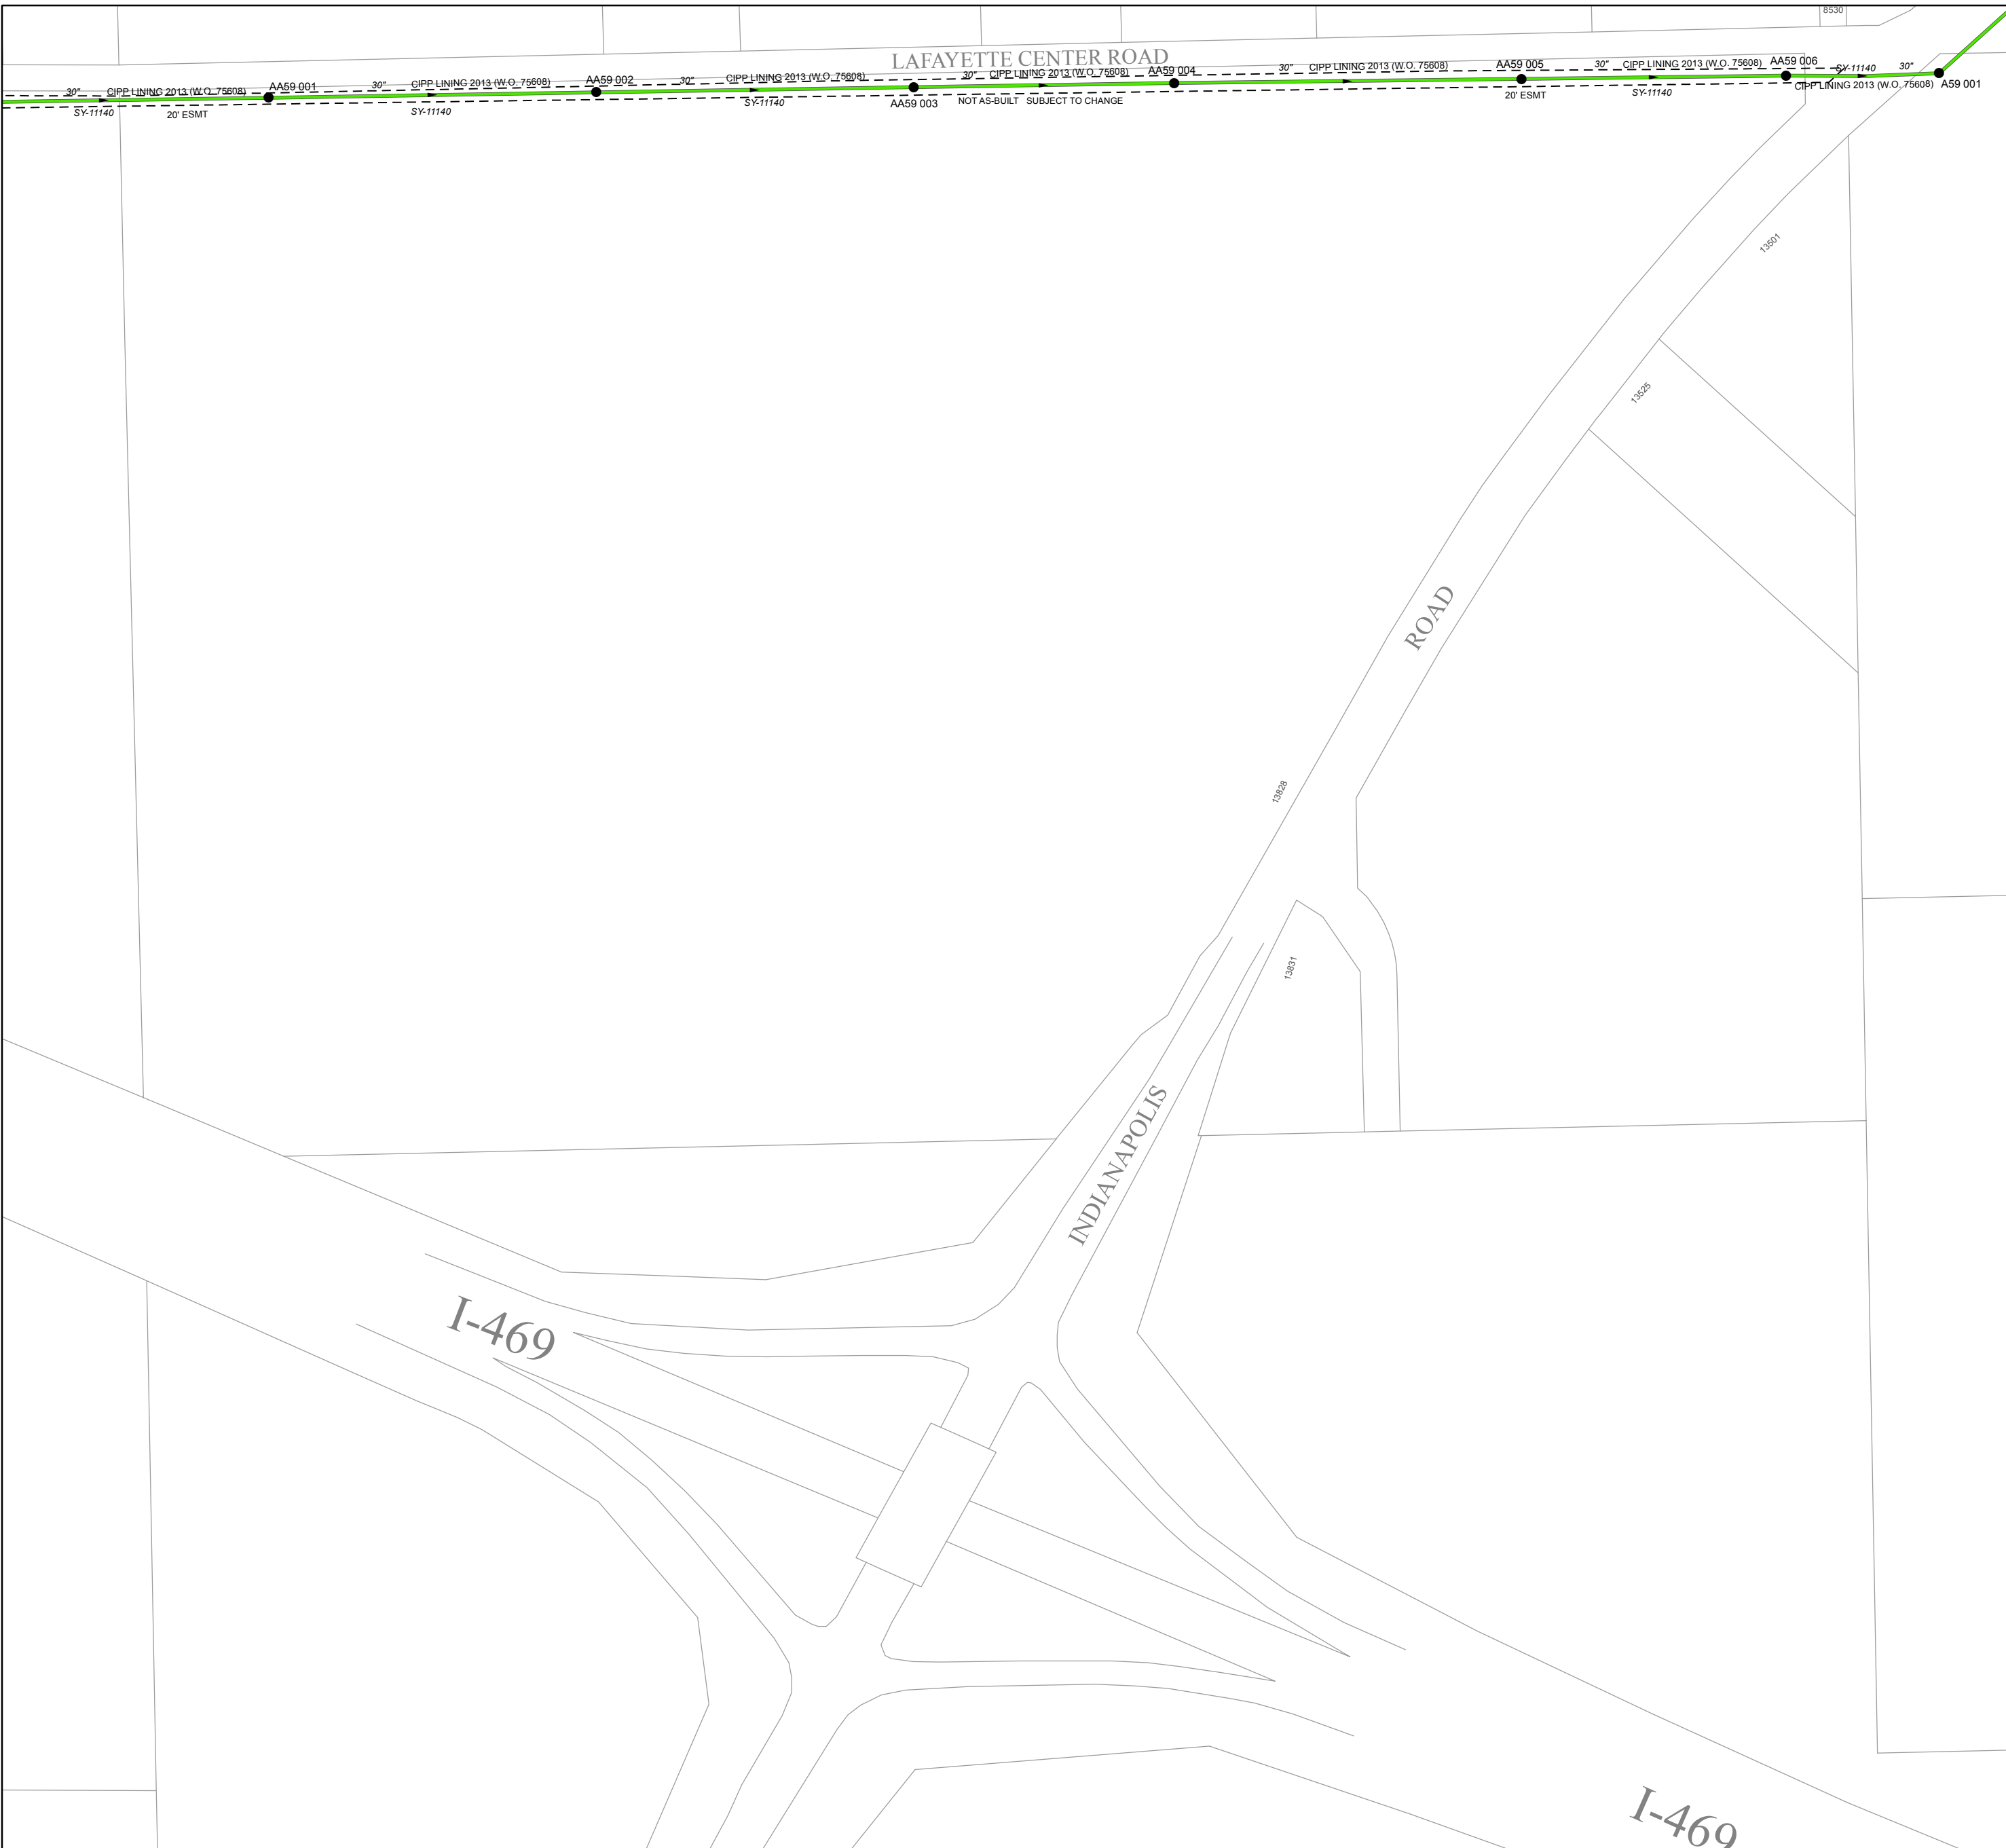 8530
LAFAYETTE CENTER ROAD
30" CIPP LINING 2013 (W.O. 75608)
AA59 001
30" CIPP LINING 2013 (W.O. 75608)
AA59 002
30" CIPP LINING 2013 (W.O. 75608)
30" CIPP LINING 2013 (W.O. 75608)
AA59 004
30" CIPP LINING 2013 (W.O. 75608)
AA59 005
30" CIPP LINING 2013 (W.O. 75608)
AA59 006
SY-11140
30"
CIPP LINING 2013 (W.O. 75608)
A59 001
SY-11140
20' ESMT
SY-11140
SY-11140
AA59 003
NOT AS-BUILT SUBJECT TO CHANGE
20' ESMT
SY-11140
13501
13525
ROAD
13828
13831
INDIANAPOLIS
I-469
I-469